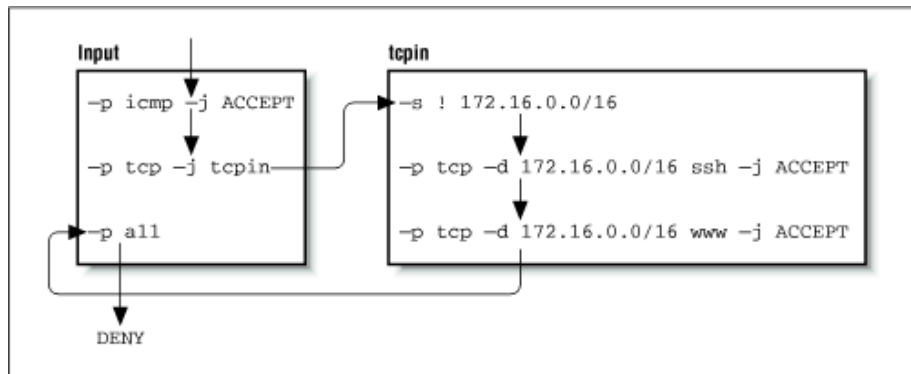 Input
–p icmp –j ACCEPT
–p tcp –j tcpin
–p all
DENY
tcpin
–s ! 172.16.0.0/16
–p tcp –d 172.16.0.0/16 ssh –j ACCEPT
–p tcp –d 172.16.0.0/16 www –j ACCEPT